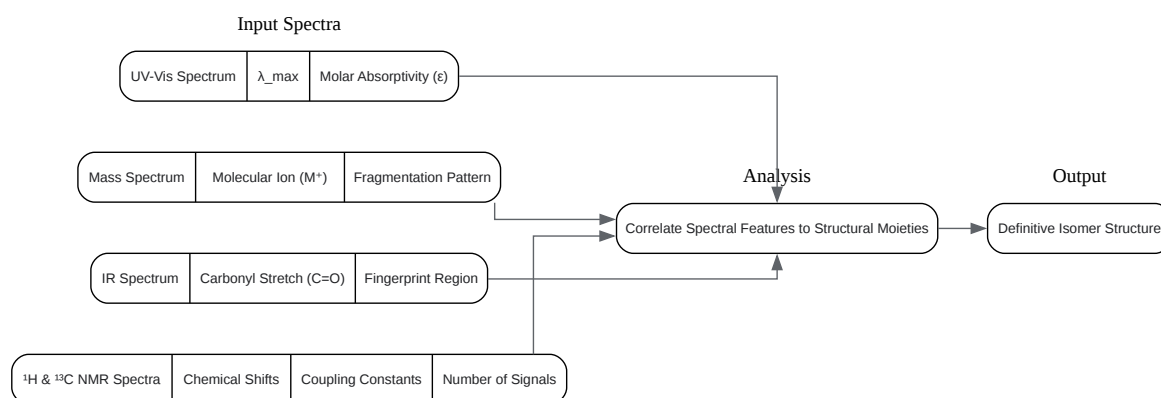 Input Spectra
UV-Vis Spectrum λ_max Molar Absorptivity (ε)
Mass Spectrum Molecular Ion (M⁺) Fragmentation Pattern
Analysis
Output
Correlate Spectral Features to Structural Moieties
Definitive Isomer Structure
IR Spectrum Carbonyl Stretch (C=O) Fingerprint Region
¹H & ¹³C NMR Spectra Chemical Shifts Coupling Constants Number of Signals